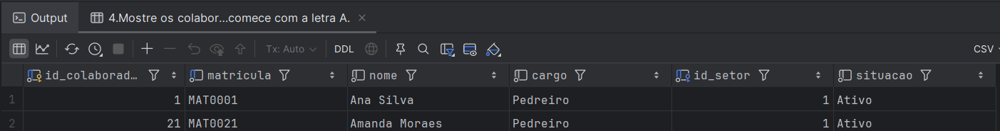 Output 4.Mostre os colabor...comece com a letra A.
Tx: Auto DDL CSV
id_colaborad... matricula nome cargo id_setor situacao
1 1 MAT0001 Ana Silva Pedreiro 1 Ativo
2 21 MAT0021 Amanda Moraes Pedreiro 1 Ativo